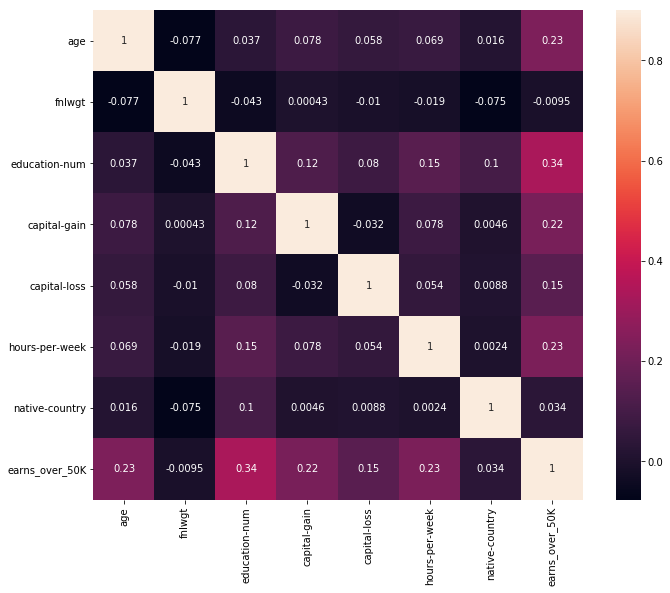 age 1 -0.077 0.037 0.078 0.058 0.069 0.016 0.23
fnlwgt -0.077 1 -0.043 0.00043 -0.01 -0.019 -0.075 -0.0095
education-num 0.037 -0.043 1 0.12 0.08 0.15 0.1 0.34
capital-gain 0.078 0.00043 0.12 1 -0.032 0.078 0.0046 0.22
capital-loss 0.058 -0.01 0.08 -0.032 1 0.054 0.0088 0.15
hours-per-week 0.069 -0.019 0.15 0.078 0.054 1 0.0024 0.23
native-country 0.016 -0.075 0.1 0.0046 0.0088 0.0024 1 0.034
earns_over_50K 0.23 -0.0095 0.34 0.22 0.15 0.23 0.034 1
age fnlwgt education-num capital-gain capital-loss hours-per-week native-country earns_over_50K
0.8
0.6
0.4
0.2
0.0